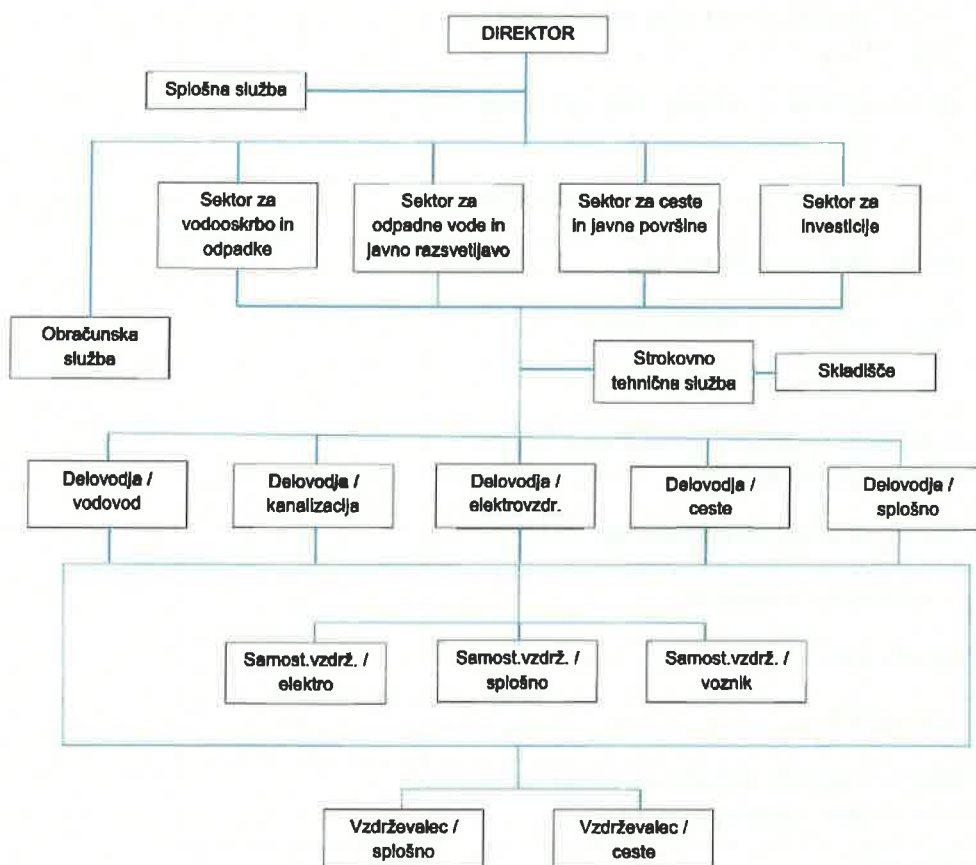 DIREKTOR
Splošna služba
Sektor za
vodooskrbo in
odpadke
Sektor za
odpadne vode in
javno razsvetljavo
Sektor za ceste
in javne površine
Sektor za
investicije
Obračunska
služba
Strokovno
tehnična služba
Skladišče
Delovodja /
vodovod
Delovodja /
kanalizacija
Delovodja /
elektrovzdr.
Delovodja /
ceste
Delovodja /
splošno
Samost.vzdrž. /
elektro
Samost.vzdrž. /
splošno
Samost.vzdrž. /
voznik
Vzdrževalec /
splošno
Vzdrževalec /
ceste